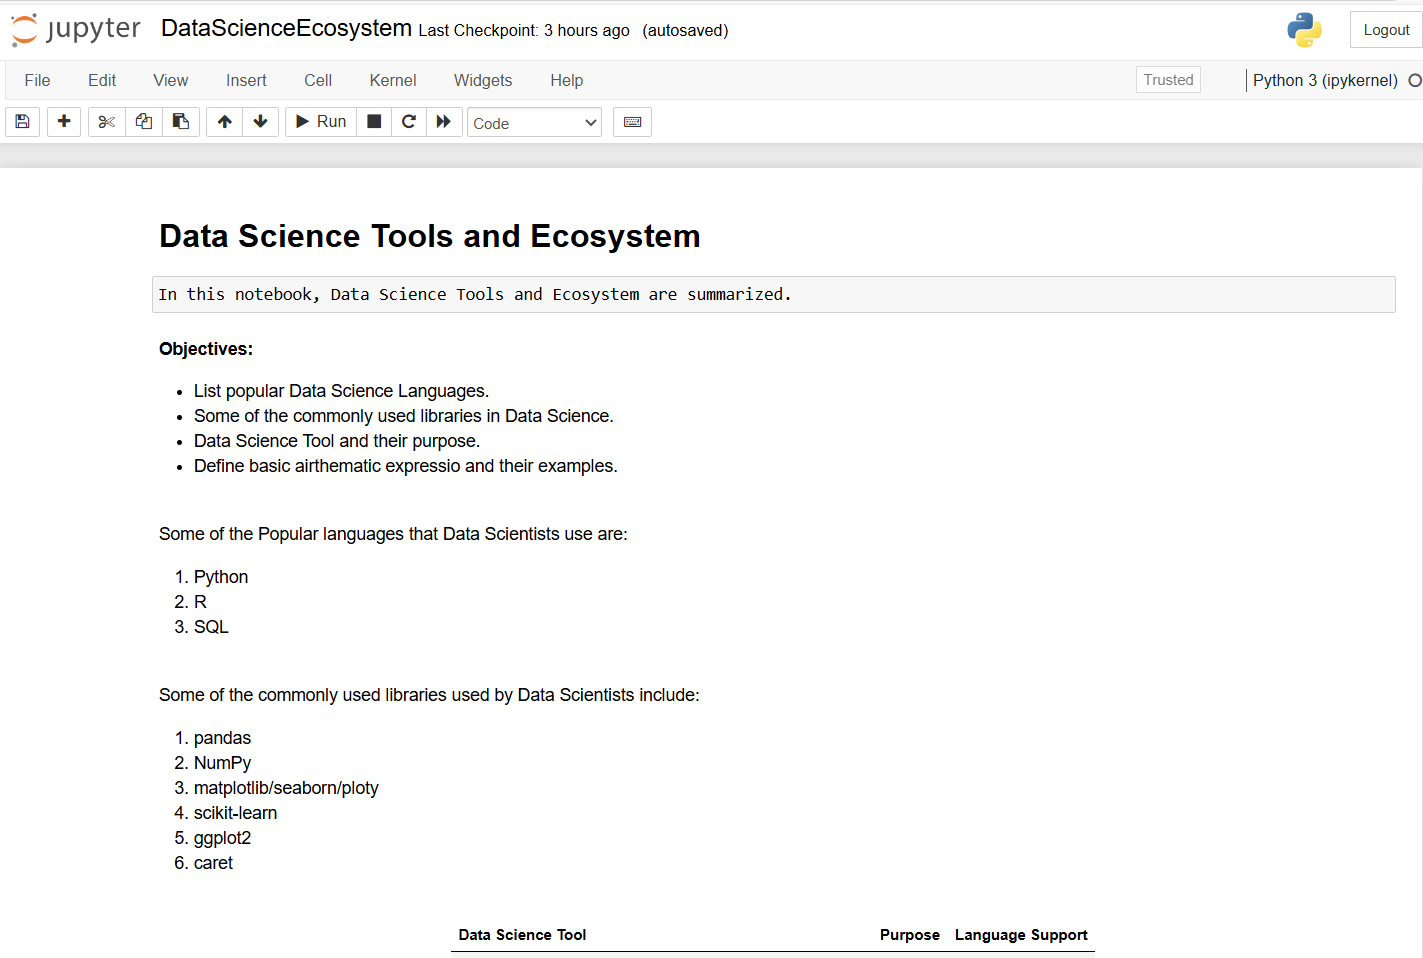 jupyter DataScienceEcosystem Last Checkpoint: 3 hours ago (autosaved) Logout
File Edit View Insert Cell Kernel Widgets Help Trusted Python 3 (ipykernel)
Run Code
Data Science Tools and Ecosystem
In this notebook, Data Science Tools and Ecosystem are summarized.
Objectives:
• List popular Data Science Languages.
• Some of the commonly used libraries in Data Science.
• Data Science Tool and their purpose.
• Define basic airthematic expressio and their examples.
Some of the Popular languages that Data Scientists use are:
1. Python
2. R
3. SQL
Some of the commonly used libraries used by Data Scientists include:
1. pandas
2. NumPy
3. matplotlib/seaborn/ploty
4. scikit-learn
5. ggplot2
6. caret
Data Science Tool Purpose Language Support